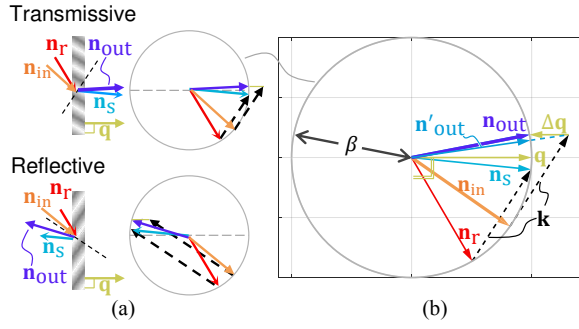 Transmissive
n_r
n_out
n_in
n_s
q
Reflective
n_r
n_in
n_out
n_s
q
(a)
β
n'_out
n_out
Δq
q
n_s
n_in
n_r
k
(b)